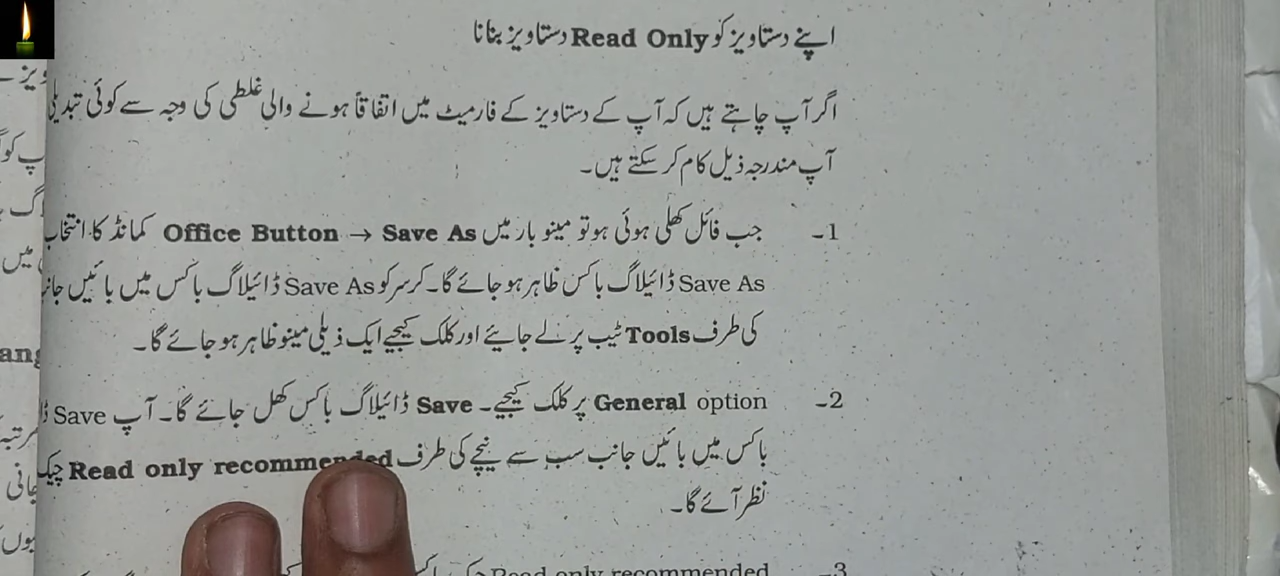 اپنے دستاویز کو Read Only دستاویز بنانا
اگر آپ چاہتے ہیں کہ آپ کے دستاویز کے فارمیٹ میں اتفاقاً ہونے والی غلطی کی وجہ سے کوئی تبدیلی
آپ مندرجہ ذیل کام کر سکتے ہیں۔
1۔ جب فائل کھلی ہوئی ہو تو مینو بار میں Office Button → Save As کمانڈ کا انتخاب
Save As ڈائیلاگ باکس ظاہر ہو جائے گا۔ کرسر کو Save As ڈائیلاگ باکس میں بائیں
کی طرف Tools ٹیب پر لے جایئے اور کلک کیجیے ایک ذیلی مینو ظاہر ہو جائے گا۔
2۔ General option پر کلک کیجیے۔ Save ڈائیلاگ باکس کھل جائے گا۔ آپ Save
باکس میں بائیں جانب سب سے نیچے کی طرف Read only recommended چیک
نظر آئے گا۔
3۔ Read only recommended